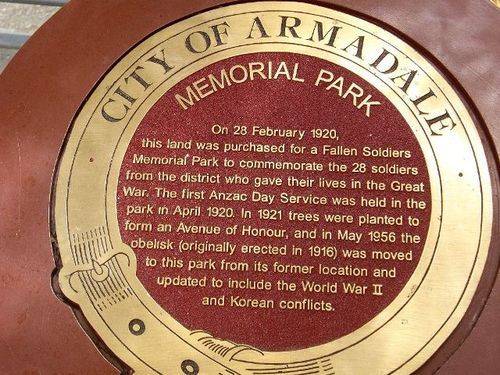 CITY OF ARMADALE
MEMORIAL PARK
On 28 February 1920,
this land was purchased for a Fallen Soldiers
Memorial Park to commemorate the 28 soldiers
from the district who gave their lives in the Great
War. The first Anzac Day Service was held in the
park in April 1920. In 1921 trees were planted to
form an Avenue of Honour, and in May 1956 the
obelisk (originally erected in 1916) was moved
to this park from its former location and
updated to include the World War II
and Korean conflicts.